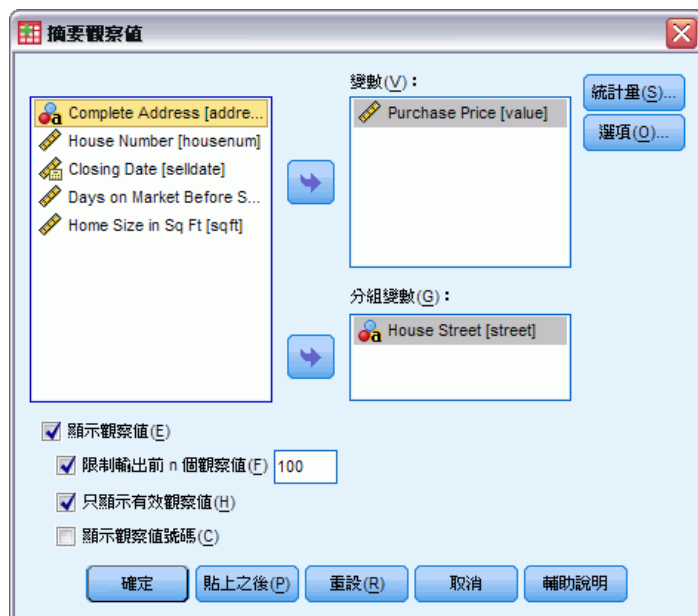 摘要觀察值
Complete Address [addre...
House Number [housenum]
Closing Date [selldate]
Days on Market Before S...
Home Size in Sq Ft [sqft]
變數(V)：
Purchase Price [value]
統計量(S)...
選項(O)...
分組變數(G)：
House Street [street]
顯示觀察值(E)
限制輸出前 n 個觀察值(F) 100
只顯示有效觀察值(H)
顯示觀察值號碼(C)
確定 貼上之後(P) 重設(R) 取消 輔助說明